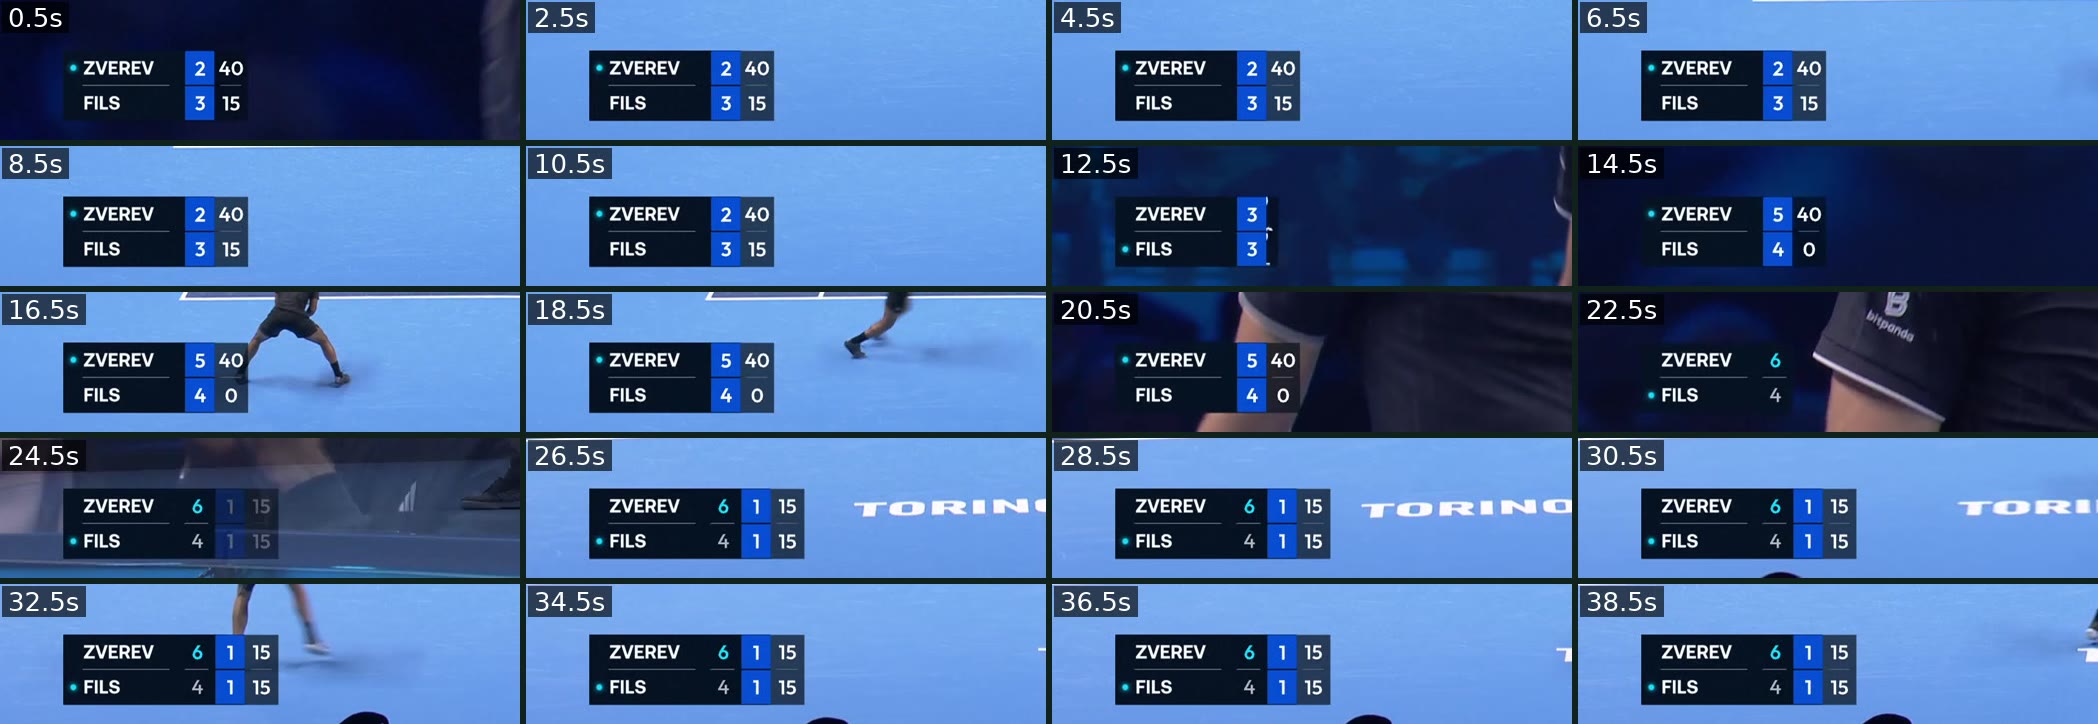 0.5s
ZVEREV 2 40
FILS 3 15
2.5s
ZVEREV 2 40
FILS 3 15
4.5s
ZVEREV 2 40
FILS 3 15
6.5s
ZVEREV 2 40
FILS 3 15
8.5s
ZVEREV 2 40
FILS 3 15
10.5s
ZVEREV 2 40
FILS 3 15
12.5s
ZVEREV 3
FILS 3
14.5s
ZVEREV 5 40
FILS 4 0
16.5s
ZVEREV 5 40
FILS 4 0
18.5s
ZVEREV 5 40
FILS 4 0
20.5s
ZVEREV 5 40
FILS 4 0
22.5s
ZVEREV 6
FILS 4
bitpanda
24.5s
ZVEREV 6 1 15
FILS 4 1 15
26.5s
ZVEREV 6 1 15
FILS 4 1 15
TORINO
28.5s
ZVEREV 6 1 15
FILS 4 1 15
TORINO
30.5s
ZVEREV 6 1 15
FILS 4 1 15
TORI
32.5s
ZVEREV 6 1 15
FILS 4 1 15
34.5s
ZVEREV 6 1 15
FILS 4 1 15
36.5s
ZVEREV 6 1 15
FILS 4 1 15
38.5s
ZVEREV 6 1 15
FILS 4 1 15